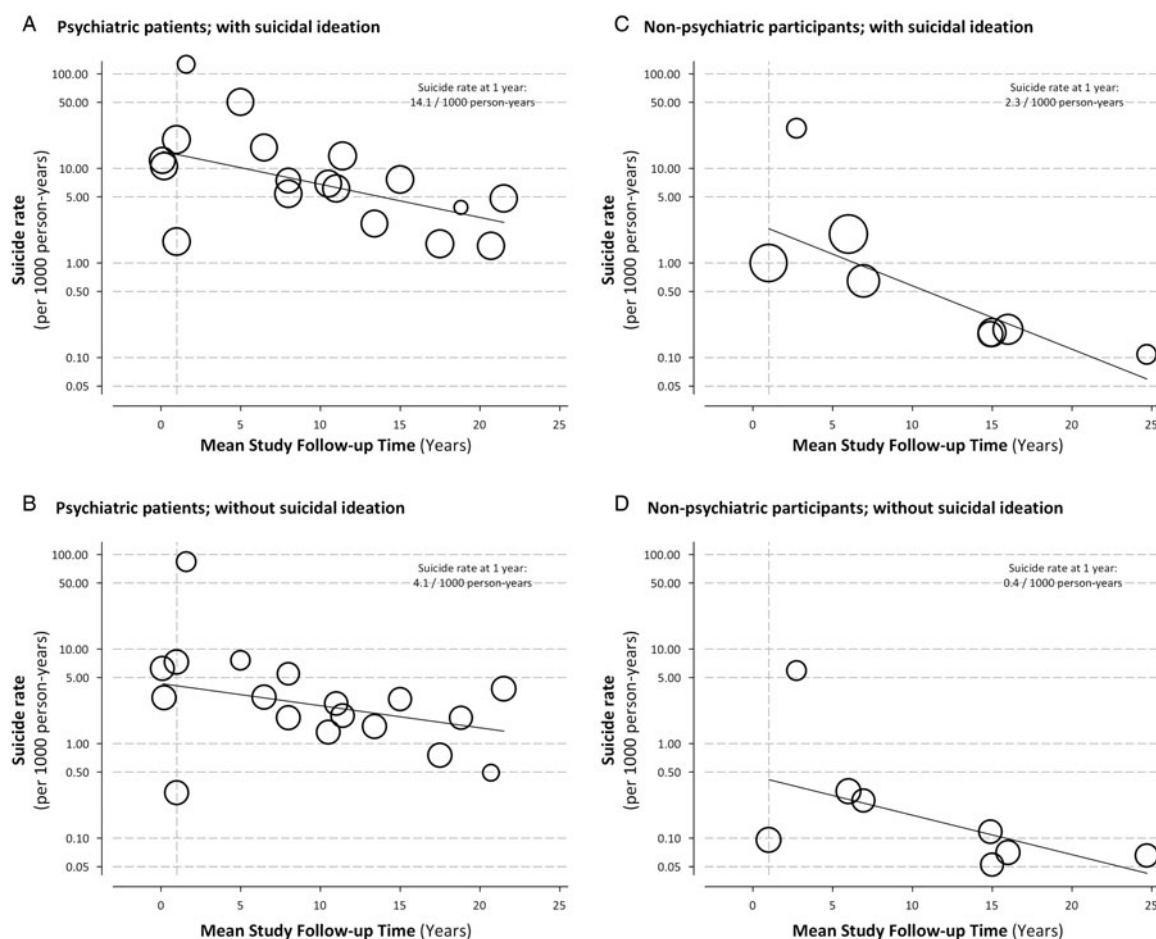 A Psychiatric patients; with suicidal ideation
Suicide rate at 1 year:
14.1 / 1000 person-years
100.00
50.00
10.00
5.00
1.00
0.50
0.10
0.05
Suicide rate
(per 1000 person-years)
0 5 10 15 20 25
Mean Study Follow-up Time (Years)
C Non-psychiatric participants; with suicidal ideation
Suicide rate at 1 year:
2.3 / 1000 person-years
100.00
50.00
10.00
5.00
1.00
0.50
0.10
0.05
Suicide rate
(per 1000 person-years)
0 5 10 15 20 25
Mean Study Follow-up Time (Years)
B Psychiatric patients; without suicidal ideation
Suicide rate at 1 year:
4.1 / 1000 person-years
100.00
50.00
10.00
5.00
1.00
0.50
0.10
0.05
Suicide rate
(per 1000 person-years)
0 5 10 15 20 25
Mean Study Follow-up Time (Years)
D Non-psychiatric participants; without suicidal ideation
Suicide rate at 1 year:
0.4 / 1000 person-years
100.00
50.00
10.00
5.00
1.00
0.50
0.10
0.05
Suicide rate
(per 1000 person-years)
0 5 10 15 20 25
Mean Study Follow-up Time (Years)